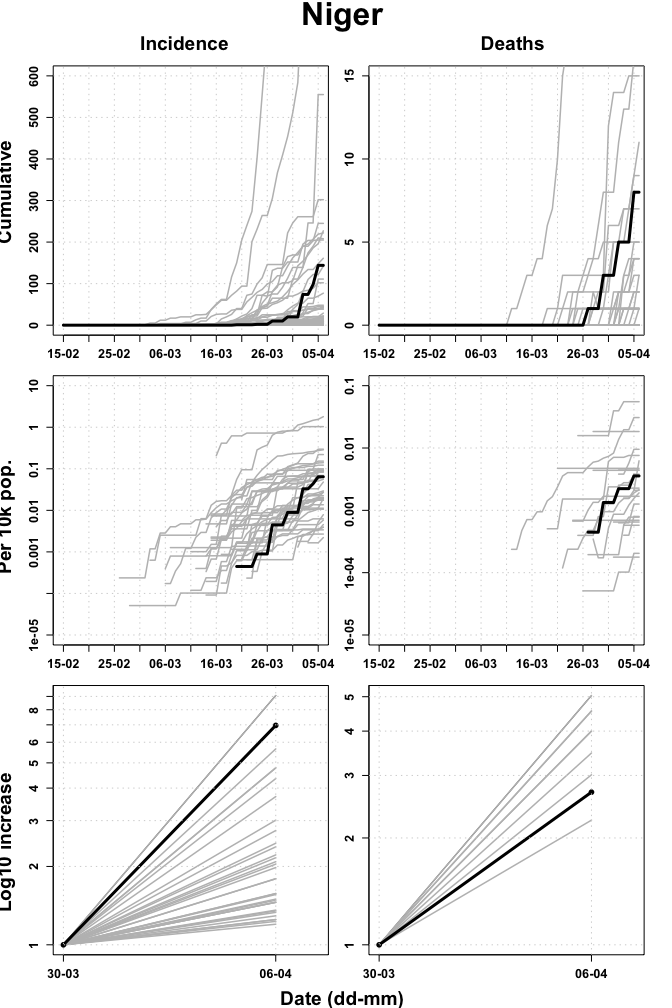 Niger
Incidence
Deaths
Cumulative
600
500
400
300
200
100
0
15-02 25-02 06-03 16-03 26-03 05-04
15
10
5
0
15-02 25-02 06-03 16-03 26-03 05-04
Per 10k pop.
10
1
0.1
0.01
0.001
1e-05
15-02 25-02 06-03 16-03 26-03 05-04
0.1
0.01
0.001
1e-04
1e-05
15-02 25-02 06-03 16-03 26-03 05-04
Log10 increase
8
6
5
4
3
2
1
30-03 06-04
5
4
3
2
1
30-03 06-04
Date (dd-mm)